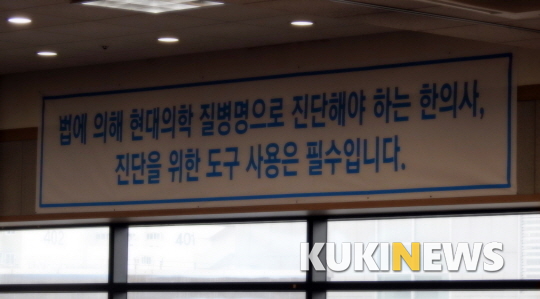 법에 의해 현대의학 질병명으로 진단해야 하는 한의사,
진단을 위한 도구 사용은 필수입니다.
KUKINEWS